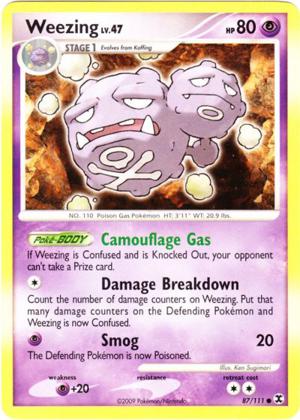 Weezing LV.47 HP 80
STAGE 1 Evolves from Koffing
NO. 110 Poison Gas Pokémon HT: 3'11" WT: 20.9 lbs.
Poké-BODY Camouflage Gas
If Weezing is Confused and is Knocked Out, your opponent
can't take a Prize card.
Damage Breakdown
Count the number of damage counters on Weezing. Put that
many damage counters on the Defending Pokémon and
Weezing is now Confused.
Smog 20
The Defending Pokémon is now Poisoned.
Illus. Ken Sugimori
weakness resistance retreat cost
+20
©2009 Pokémon/Nintendo 87/111